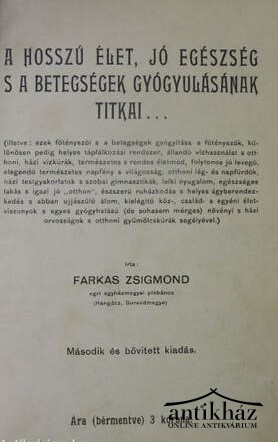 A HOSSZÚ ÉLET, JÓ EGÉSZSÉG
S A BETEGSÉGEK GYÓGYULÁSÁNAK
TITKAI...
(illetve: ezek főtényezői s a betegségek gyógyítása s főtényezők, kü-
lönösen pedig helyes táplálkozási rendszer, állandó vízhasználat a ott-
honi, házi vízkúrák, természetes s rendes életmód, folytonos jó levegő,
elegendő természetes napfény s világosság, otthoni lég- és napfürdők,
házi testgyakorlatok s szobai gimnasztikák, lelki nyugalom, egészséges
lakás s igazi jó „otthon", észszerű ruházkodás s helyes ágyberendez-
kedés s abban ujjászülő álom, kielégítő köz-, család- s egyéni élet-
viszonyok s egyes gyógyhatású (de sohasem mérges) növényi s házi
orvosságok s otthoni gyümölcskúrák segélyével.)
Irta:
FARKAS ZSIGMOND
egri egyházmegyei plébános
(Hangács, Borsodmegye)
Második és bővitett kiadás.
Ára (bérmentve) 3 korona
antikház
ONLINE ANTIKVÁRIUM